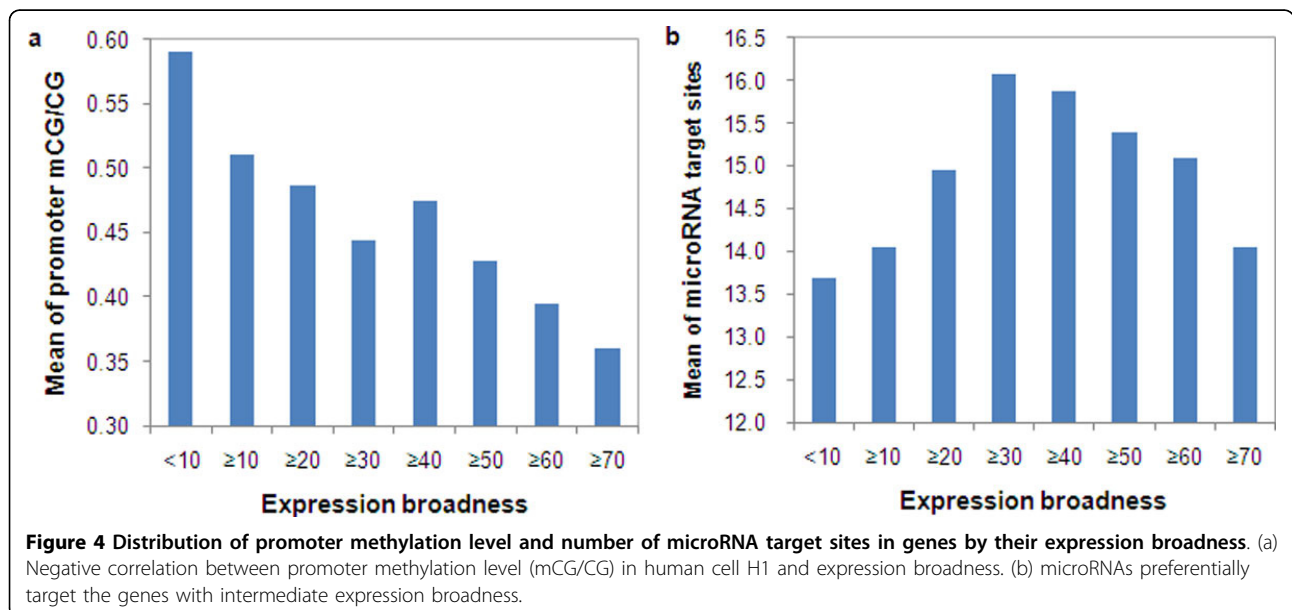 a
0.60
0.55
0.50
0.45
0.40
0.35
0.30
Mean of promoter mCG/CG
<10 ≥10 ≥20 ≥30 ≥40 ≥50 ≥60 ≥70
Expression broadness
b
16.5
16.0
15.5
15.0
14.5
14.0
13.5
13.0
12.5
12.0
Mean of microRNA target sites
<10 ≥10 ≥20 ≥30 ≥40 ≥50 ≥60 ≥70
Expression broadness
Figure 4 Distribution of promoter methylation level and number of microRNA target sites in genes by their expression broadness. (a)
Negative correlation between promoter methylation level (mCG/CG) in human cell H1 and expression broadness. (b) microRNAs preferentially
target the genes with intermediate expression broadness.